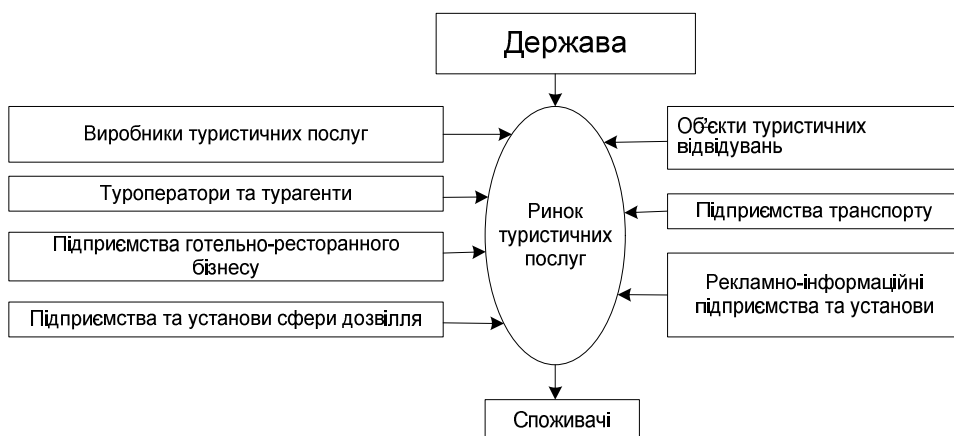 Держава
Виробники туристичних послуг
Туроператори та турагенти
Підприємства готельно-ресторанного
бізнесу
Підприємства та установи сфери дозвілля
Ринок
туристичних
послуг
Об'єкти туристичних
відвідувань
Підприємства транспорту
Рекламно-інформаційні
підприємства та установи
Споживачі